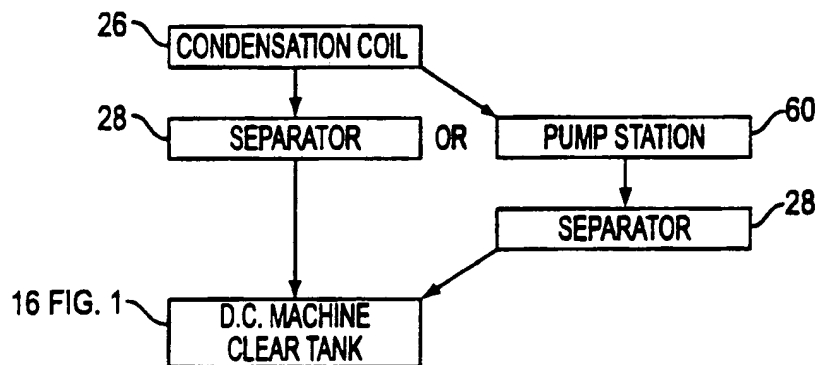 26 CONDENSATION COIL
28 SEPARATOR OR PUMP STATION 60
SEPARATOR 28
16 FIG. 1 D.C. MACHINE
CLEAR TANK